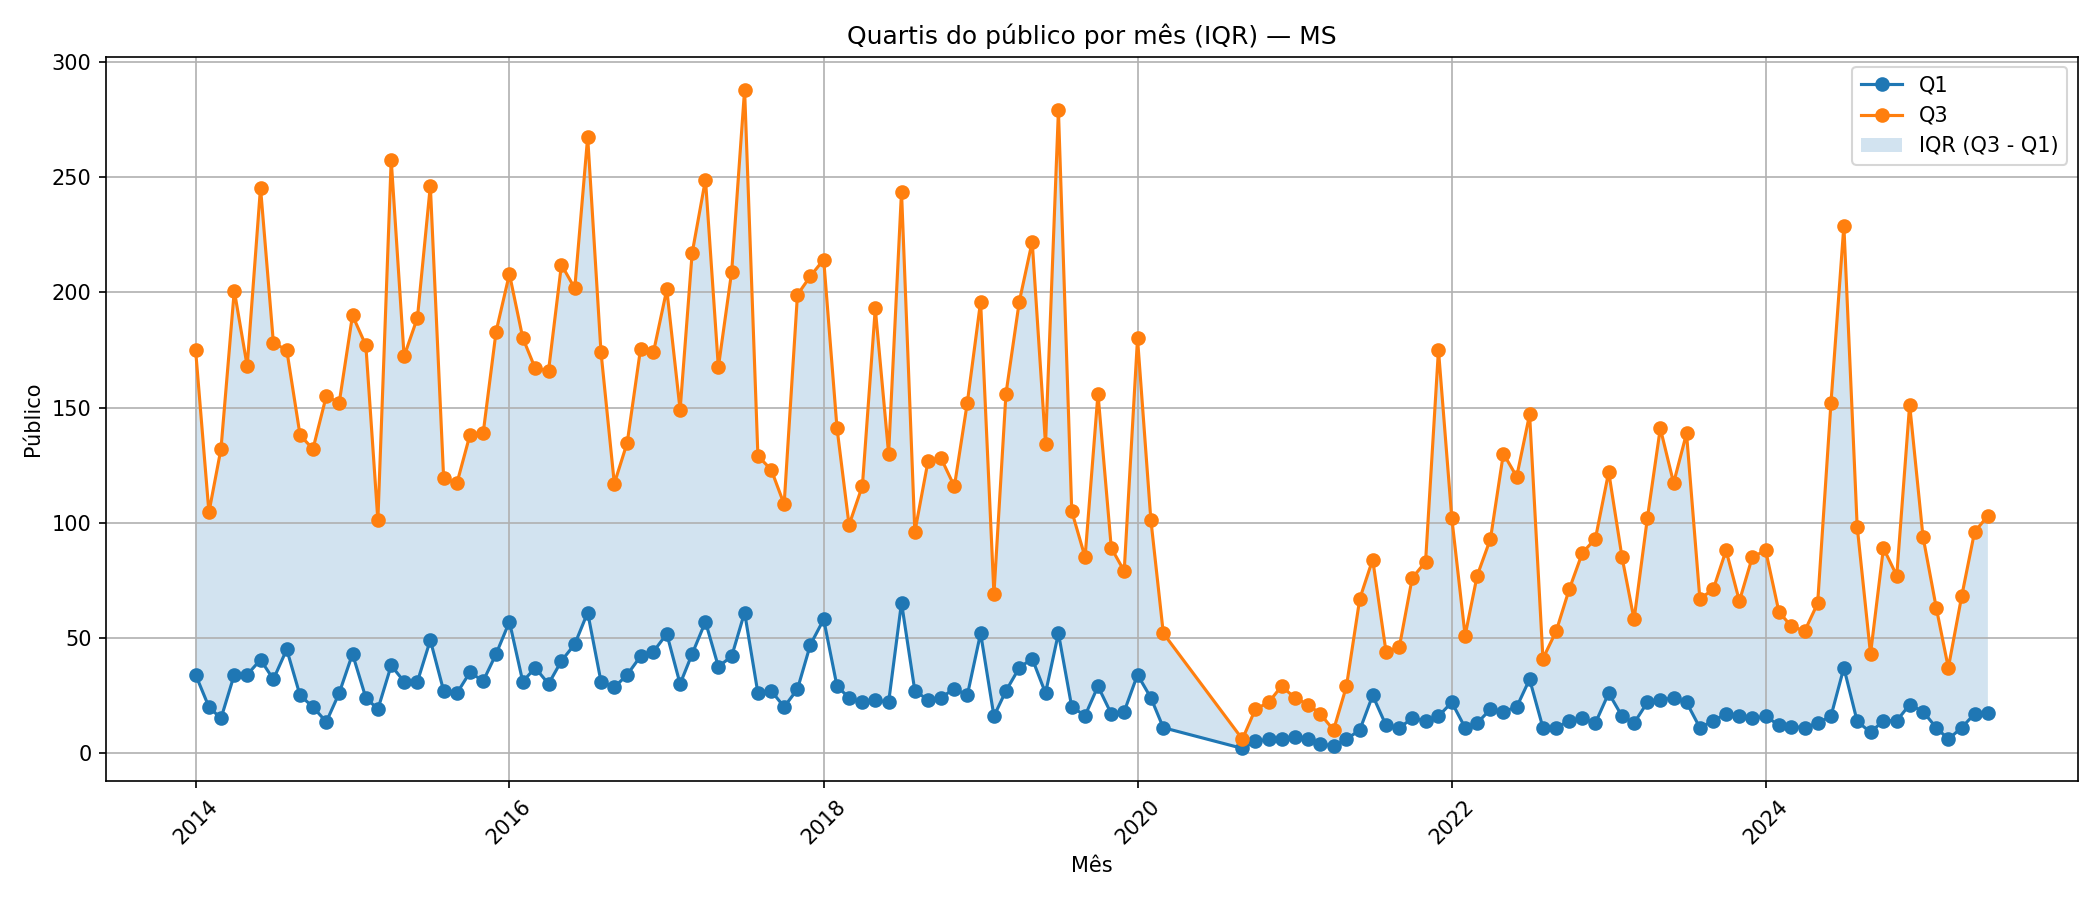 Quartis do público por mês (IQR) — MS
Q1
Q3
IQR (Q3 - Q1)
Público
300
250
200
150
100
50
0
2014
2016
2018
2020
2022
2024
Mês